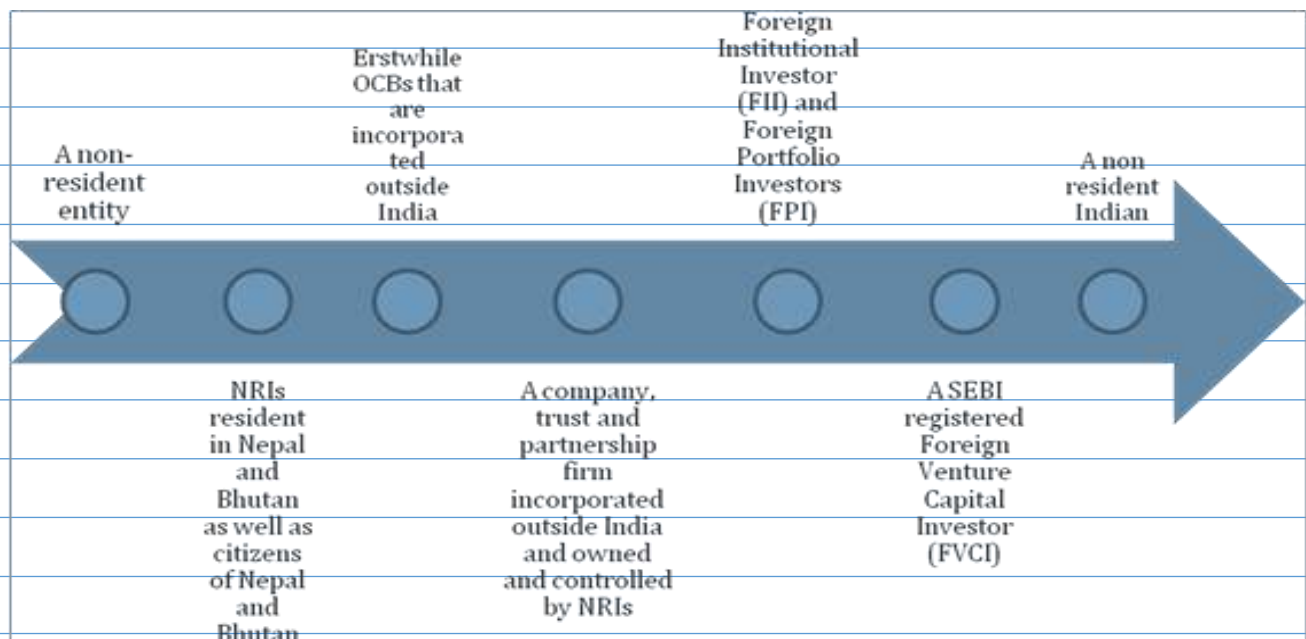 A non-
resident
entity
NRIs
resident
in Nepal
and
Bhutan
as well as
citizens
of Nepal
and
Bhutan
Erstwhile
OCBs that
are
incorpora
ted
outside
India
A company,
trust and
partnership
firm
incorporated
outside India
and owned
and controlled
by NRIs
Foreign
Institutional
Investor
(FII) and
Foreign
Portfolio
Investors
(FPI)
A SEBI
registered
Foreign
Venture
Capital
Investor
(FVCI)
A non
resident
Indian